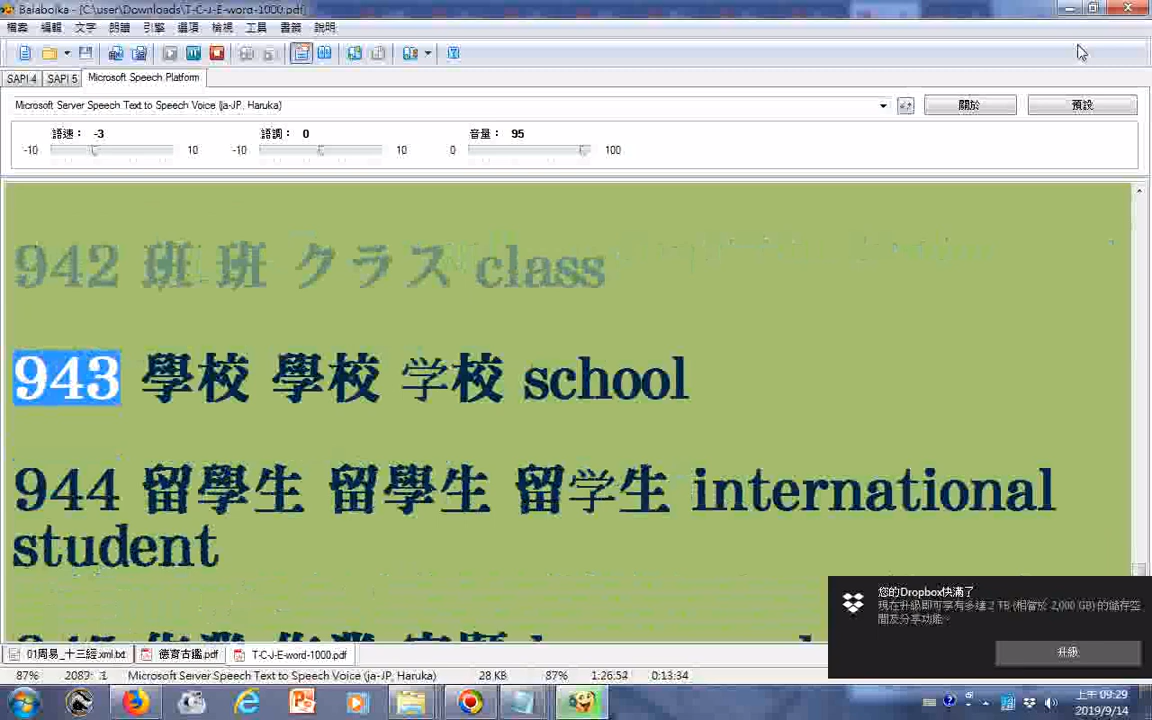 Balabolka - [C:\user\Downloads\T-C-J-E-word-1000.pdf]
檔案 編輯 文字 朗讀 引擎 選項 檢視 工具 書籤 說明
SAPI 4 SAPI 5 Microsoft Speech Platform
Microsoft Server Speech Text to Speech Voice (ja-JP, Haruka) 關於 預設
語速： -3 語調： 0 音量： 95
-10 10 -10 10 0 100
942 班 班 クラス class
943 學校 學校 学校 school
944 留學生 留學生 留学生 international
student
您的Dropbox快滿了
現在升級即可享有多達 2 TB (相當於 2,000 GB) 的儲存空
間及分享功能。
升級
01周易_十三經.xml.txt 德育古鑑.pdf T-C-J-E-word-1000.pdf
87% 2089: 1 Microsoft Server Speech Text to Speech Voice (ja-JP, Haruka) 28 KB 87% 1:26:52 0:13:34
上午 09:29
2019/9/14